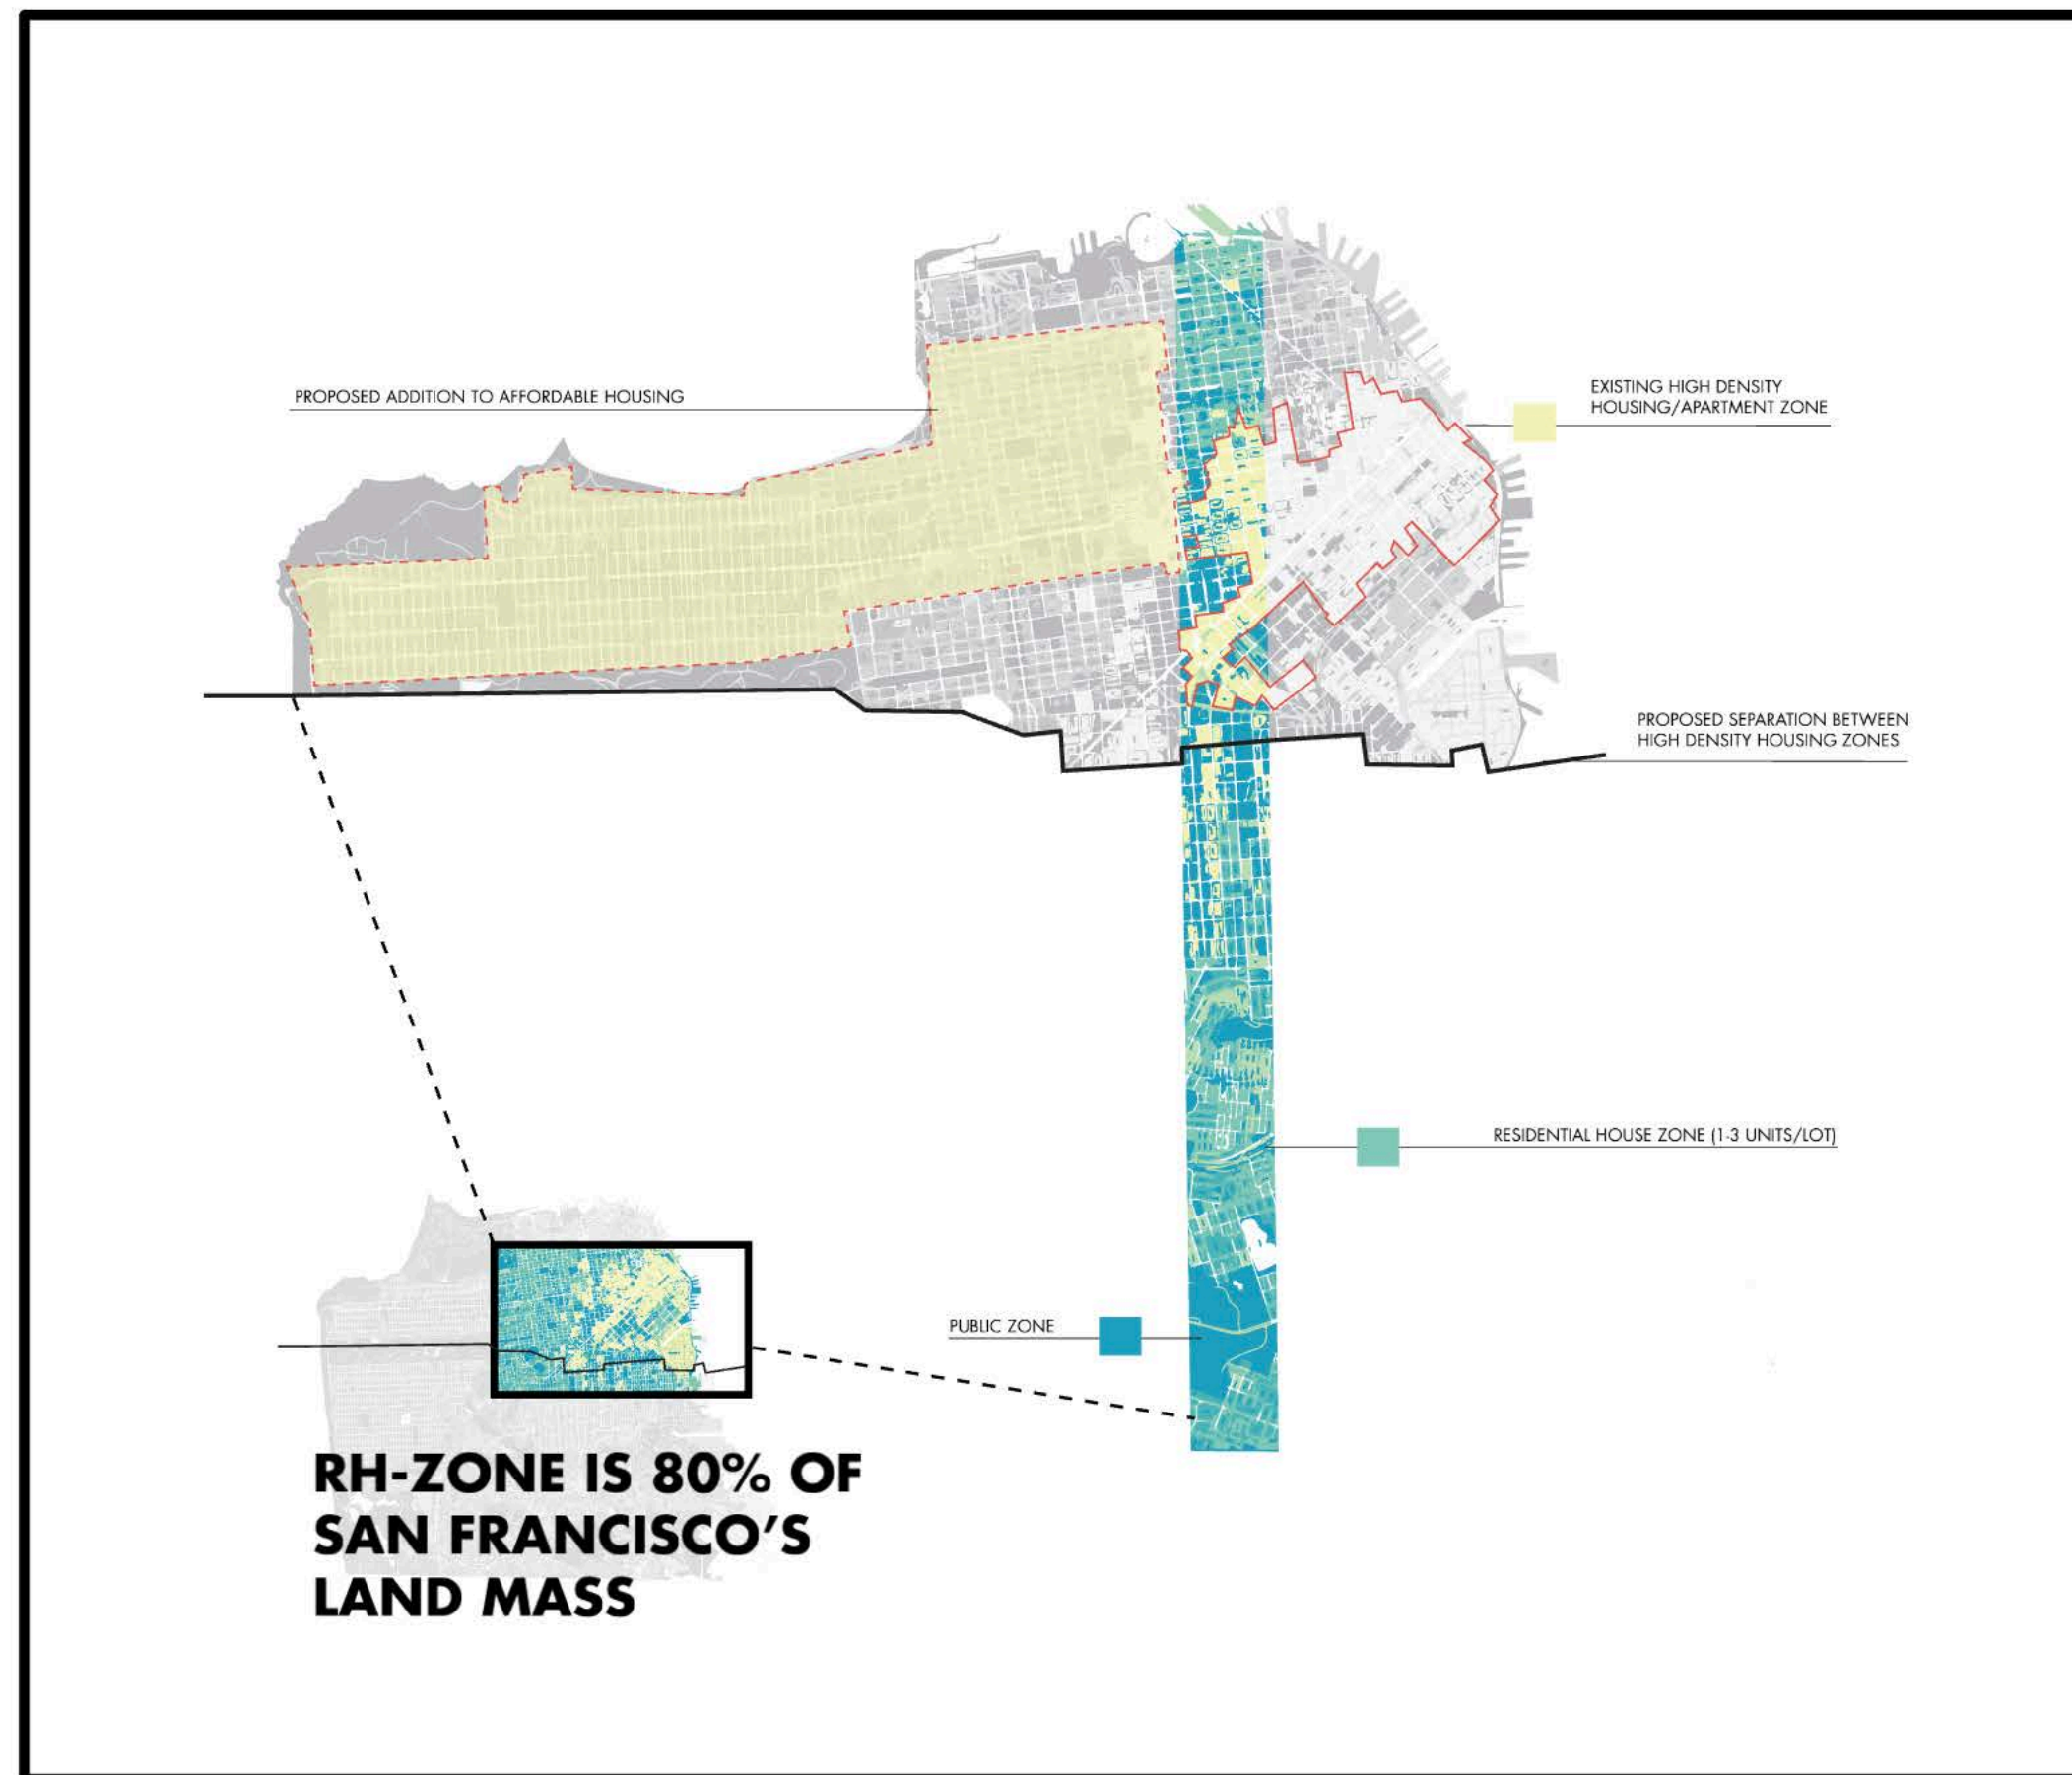 PROPOSED ADDITION TO AFFORDABLE HOUSING
EXISTING HIGH DENSITY
HOUSING/APARTMENT ZONE
PROPOSED SEPARATION BETWEEN
HIGH DENSITY HOUSING ZONES
RESIDENTIAL HOUSE ZONE (1-3 UNITS/LOT)
PUBLIC ZONE
RH-ZONE IS 80% OF
SAN FRANCISCO'S
LAND MASS